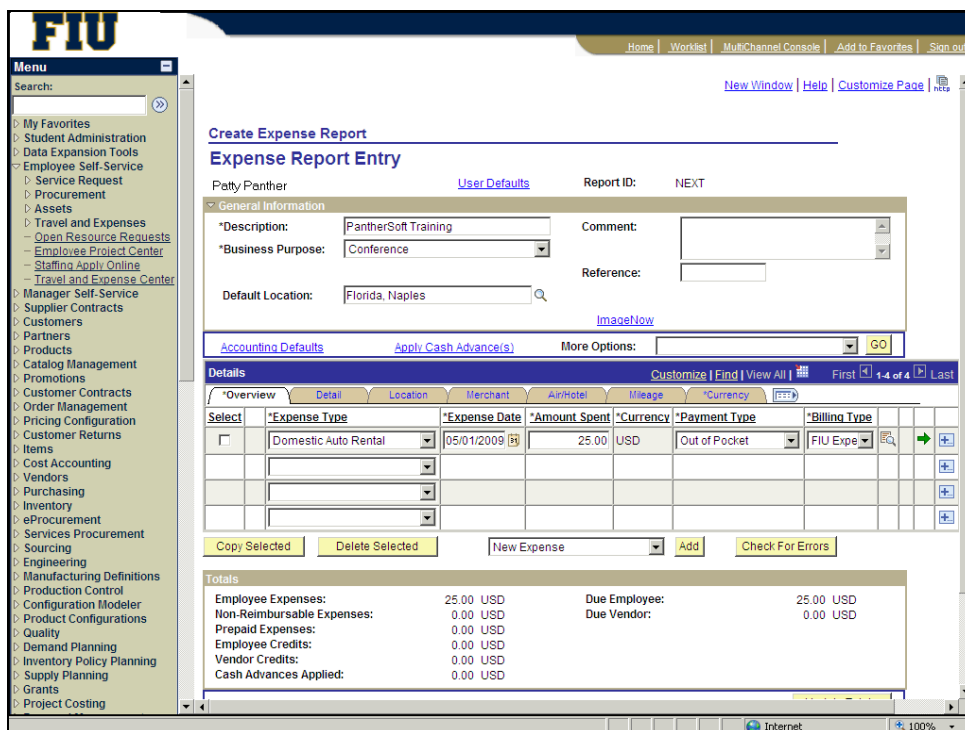 FIU
Home | Worklist | MultiChannel Console | Add to Favorites | Sign out
Menu
Search:
New Window | Help | Customize Page | http
My Favorites
Student Administration
Data Expansion Tools
Employee Self-Service
Service Request
Procurement
Assets
Travel and Expenses
Open Resource Requests
Employee Project Center
Staffing Apply Online
Travel and Expense Center
Manager Self-Service
Supplier Contracts
Customers
Partners
Products
Catalog Management
Promotions
Customer Contracts
Order Management
Pricing Configuration
Customer Returns
Items
Cost Accounting
Vendors
Purchasing
Inventory
eProcurement
Services Procurement
Sourcing
Engineering
Manufacturing Definitions
Production Control
Configuration Modeler
Product Configurations
Quality
Demand Planning
Inventory Policy Planning
Supply Planning
Grants
Project Costing
Create Expense Report
Expense Report Entry
Patty Panther User Defaults Report ID: NEXT
General Information
*Description: PantherSoft Training Comment:
*Business Purpose: Conference
Reference:
Default Location: Florida, Naples
ImageNow
Accounting Defaults Apply Cash Advance(s) More Options: GO
Details Customize | Find | View All | First 1-4 of 4 Last
*Overview Detail Location Merchant Air/Hotel Mileage *Currency
Select *Expense Type *Expense Date *Amount Spent *Currency *Payment Type *Billing Type
Domestic Auto Rental 05/01/2009 31 25.00 USD Out of Pocket FIU Expe
Copy Selected Delete Selected New Expense Add Check For Errors
Totals
Employee Expenses: 25.00 USD Due Employee: 25.00 USD
Non-Reimbursable Expenses: 0.00 USD Due Vendor: 0.00 USD
Prepaid Expenses: 0.00 USD
Employee Credits: 0.00 USD
Vendor Credits: 0.00 USD
Cash Advances Applied: 0.00 USD
Internet 100%